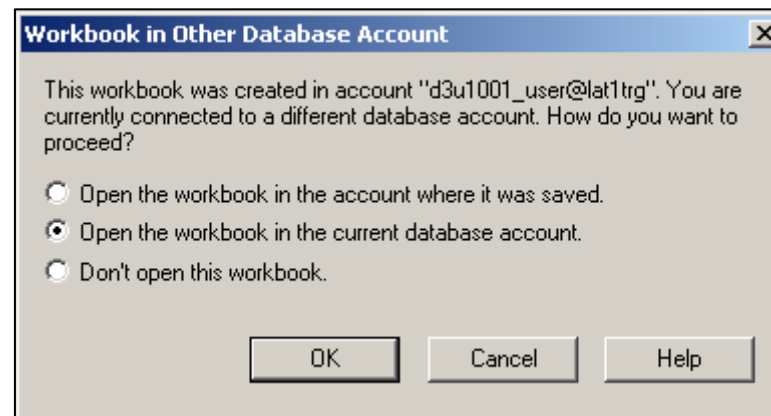 Workbook in Other Database Account
This workbook was created in account "d3u1001_user@lat1trg". You are
currently connected to a different database account. How do you want to
proceed?
Open the workbook in the account where it was saved.
Open the workbook in the current database account.
Don't open this workbook.
OK Cancel Help